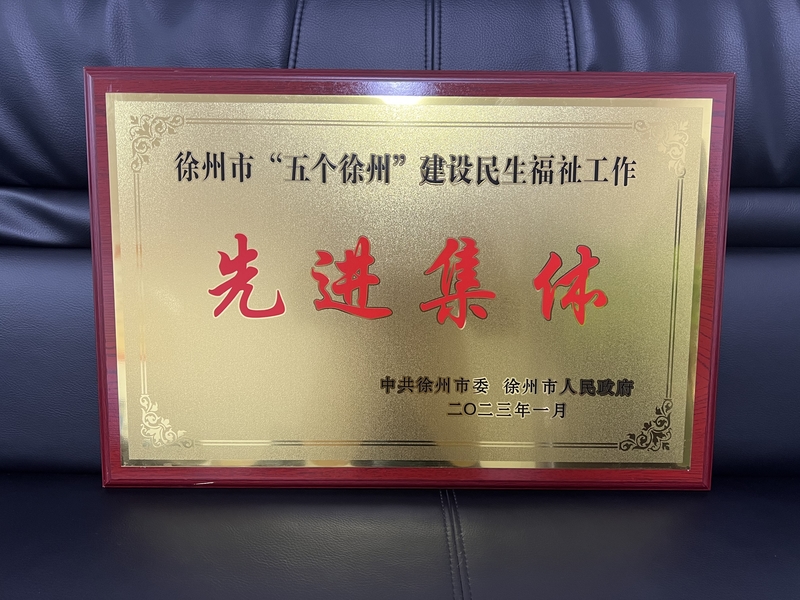 徐州市“五个徐州”建设民生福祉工作
先进集体
中共徐州市委 徐州市人民政府
二〇二三年一月